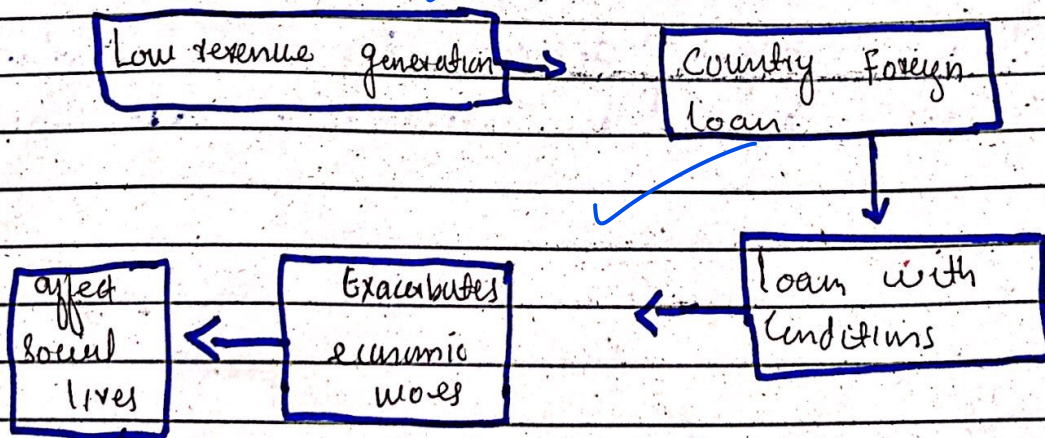 Low revenue generation
Country Foreign
loan.
loan with
Conditions
Exacerbates
economic
woes
affect
social
lives